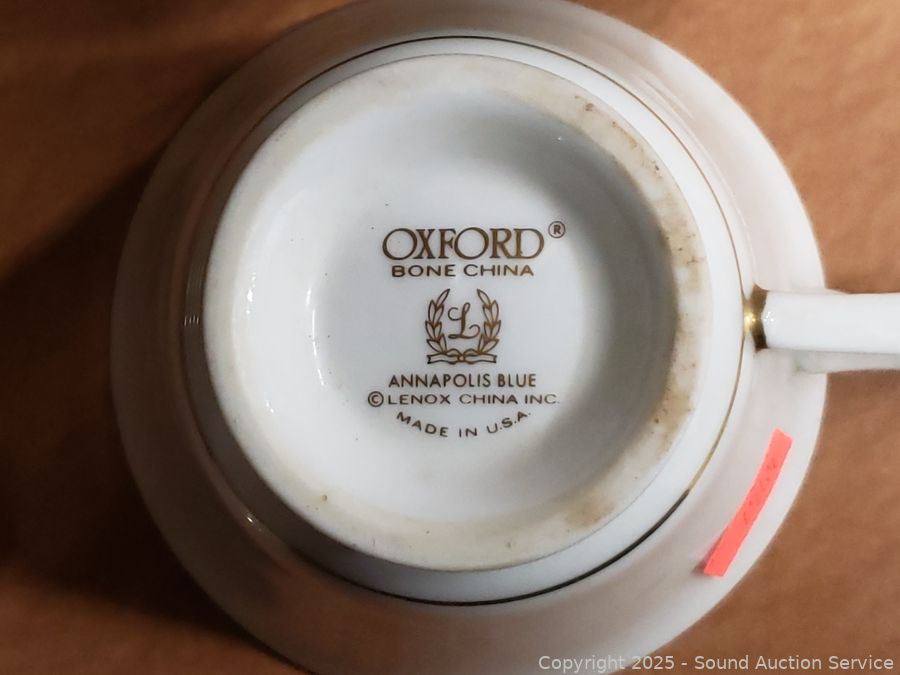 OXFORD®
BONE CHINA
L
ANNAPOLIS BLUE
© LENOX CHINA INC.
MADE IN U.S.A.
Copyright © 2025 - Sound Auction Service